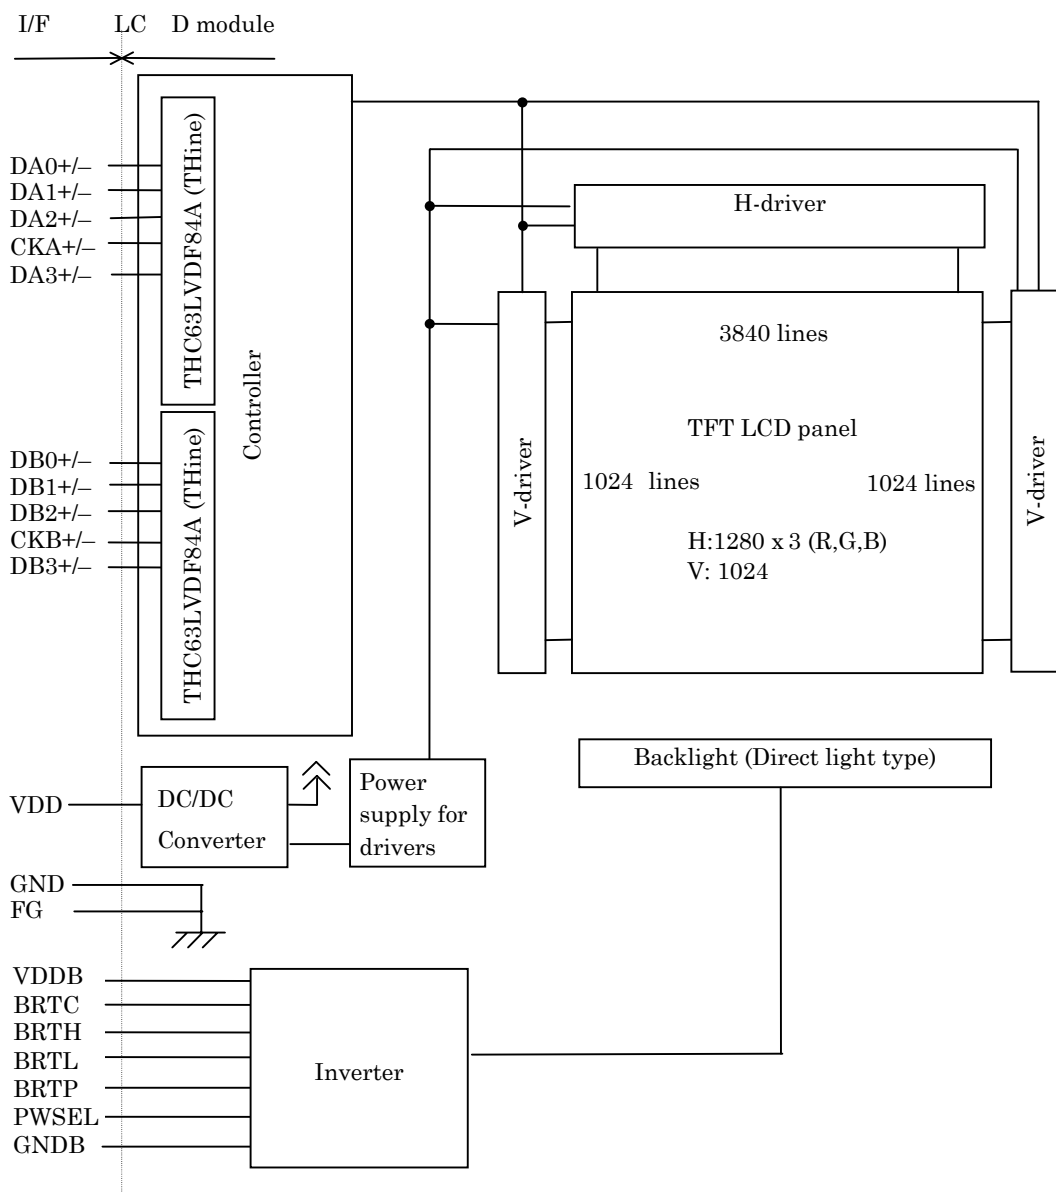 I/F LC D module
DA0+/–
DA1+/–
DA2+/–
CKA+/–
DA3+/–
THC63LVDF84A (THine)
DB0+/–
DB1+/–
DB2+/–
CKB+/–
DB3+/–
THC63LVDF84A (THine)
Controller
H-driver
V-driver
3840 lines
TFT LCD panel
1024 lines
1024 lines
H:1280 x 3 (R,G,B)
V: 1024
V-driver
Backlight (Direct light type)
VDD
DC/DC
Converter
Power
supply for
drivers
GND
FG
VDDB
BRTC
BRTH
BRTL
BRTP
PWSEL
GNDB
Inverter